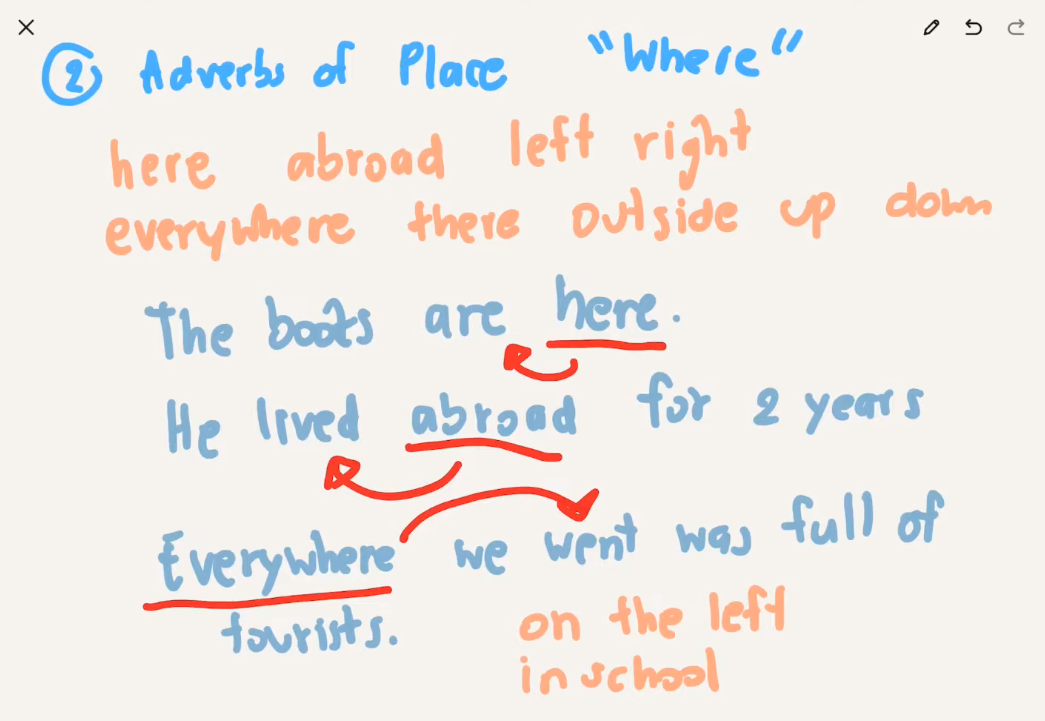 ② Adverbs of Place "Where"
here abroad left right
everywhere there outside up down
The boots are here.
He lived abroad for 2 years
Everywhere we went was full of
tourists.
on the left
in school